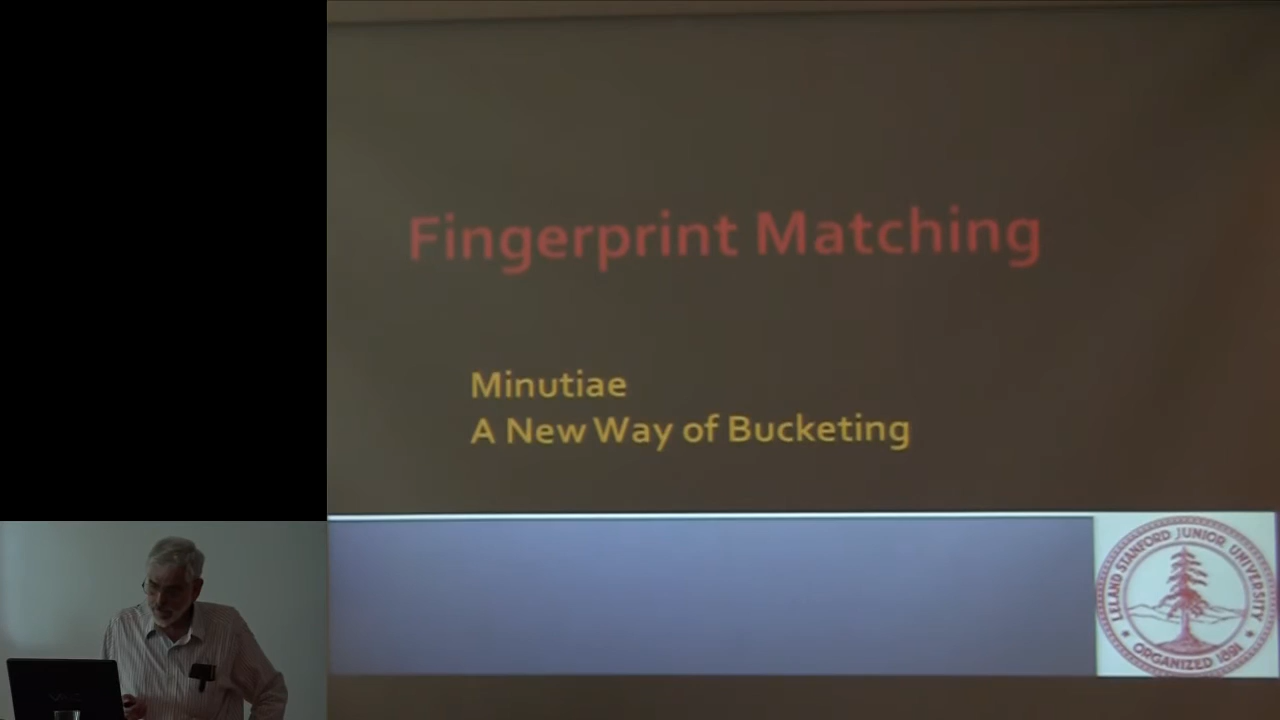 Fingerprint Matching
Minutiae
A New Way of Bucketing
LELAND STANFORD JUNIOR UNIVERSITY
ORGANIZED 1891